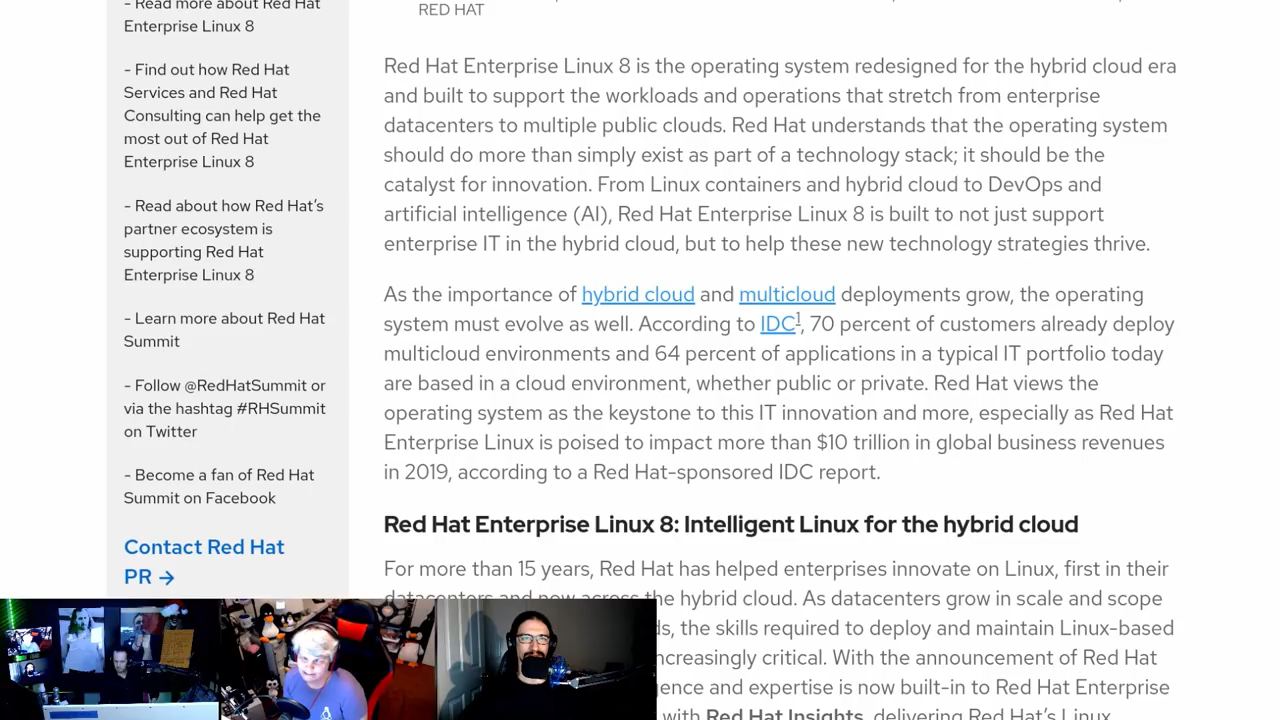 - Read more about Red Hat
Enterprise Linux 8
- Find out how Red Hat
Services and Red Hat
Consulting can help get the
most out of Red Hat
Enterprise Linux 8
- Read about how Red Hat’s
partner ecosystem is
supporting Red Hat
Enterprise Linux 8
- Learn more about Red Hat
Summit
- Follow @RedHatSummit or
via the hashtag #RHSummit
on Twitter
- Become a fan of Red Hat
Summit on Facebook
Contact Red Hat
PR →
RED HAT
Red Hat Enterprise Linux 8 is the operating system redesigned for the hybrid cloud era
and built to support the workloads and operations that stretch from enterprise
datacenters to multiple public clouds. Red Hat understands that the operating system
should do more than simply exist as part of a technology stack; it should be the
catalyst for innovation. From Linux containers and hybrid cloud to DevOps and
artificial intelligence (AI), Red Hat Enterprise Linux 8 is built to not just support
enterprise IT in the hybrid cloud, but to help these new technology strategies thrive.
As the importance of hybrid cloud and multicloud deployments grow, the operating
system must evolve as well. According to IDC1, 70 percent of customers already deploy
multicloud environments and 64 percent of applications in a typical IT portfolio today
are based in a cloud environment, whether public or private. Red Hat views the
operating system as the keystone to this IT innovation and more, especially as Red Hat
Enterprise Linux is poised to impact more than $10 trillion in global business revenues
in 2019, according to a Red Hat-sponsored IDC report.
Red Hat Enterprise Linux 8: Intelligent Linux for the hybrid cloud
For more than 15 years, Red Hat has helped enterprises innovate on Linux, first in their
datacenters and now across the hybrid cloud. As datacenters grow in scale and scope
ds, the skills required to deploy and maintain Linux-based
ncreasingly critical. With the announcement of Red Hat
ence and expertise is now built-in to Red Hat Enterprise
with Red Hat Insights, delivering Red Hat’s Linux